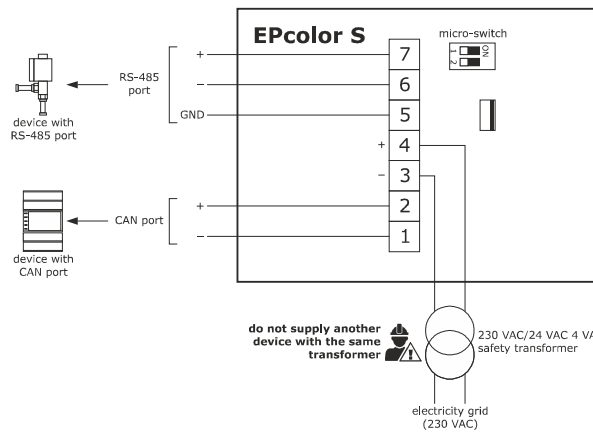 EPcolor S
micro-switch
ON
1
2
+
7
RS-485
port
−
6
GND
5
device with
RS-485 port
+
4
−
3
+
2
CAN port
−
1
device with
CAN port
do not supply another
device with the same
transformer
230 VAC/24 VAC 4 VA
safety transformer
electricity grid
(230 VAC)